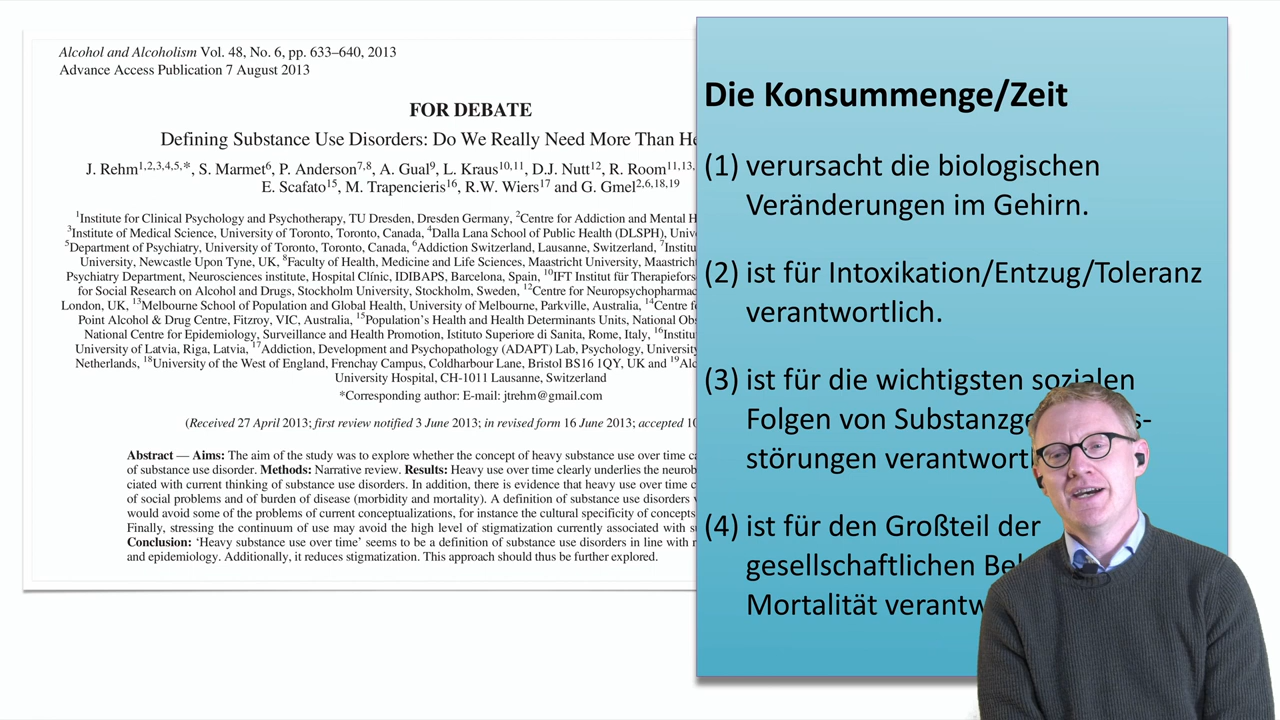 Alcohol and Alcoholism Vol. 48, No. 6, pp. 633–640, 2013
Advance Access Publication 7 August 2013
FOR DEBATE
Defining Substance Use Disorders: Do We Really Need More Than
J. Rehm1,2,3,4,5,*, S. Marmet6, P. Anderson7,8, A. Gual9, L. Kraus10,11, D.J. Nutt12, R. Room11,13,
E. Scafato15, M. Trapencieris16, R.W. Wiers17 and G. Gmel2,6,18,19
1Institute for Clinical Psychology and Psychotherapy, TU Dresden, Dresden Germany, 2Centre for Addiction and Mental
3Institute of Medical Science, University of Toronto, Toronto, Canada, 4Dalla Lana School of Public Health (DLSPH),
5Department of Psychiatry, University of Toronto, Toronto, Canada, 6Addiction Switzerland, Lausanne, Switzerland,
University, Newcastle Upon Tyne, UK, 8Faculty of Health, Medicine and Life Sciences, Maastricht University,
Psychiatry Department, Neurosciences institute, Hospital Clínic, IDIBAPS, Barcelona, Spain, 10IFT Institut für
for Social Research on Alcohol and Drugs, Stockholm University, Stockholm, Sweden, 12Centre for
London, UK, 13Melbourne School of Population and Global Health, University of Melbourne, Parkville, Australia, 14Centre
Point Alcohol & Drug Centre, Fitzroy, VIC, Australia, 15Population's Health and Health Determinants Units, National
National Centre for Epidemiology, Surveillance and Health Promotion, Istituto Superiore di Sanita, Rome, Italy,
University of Latvia, Riga, Latvia, 17Addiction, Development and Psychopathology (ADAPT) Lab, Psychology,
Netherlands, 18University of the West of England, Frenchay Campus, Coldharbour Lane, Bristol BS16 1QY, UK and
University Hospital, CH-1011 Lausanne, Switzerland
*Corresponding author: E-mail: jtrehm@gmail.com
(Received 27 April 2013; first review notified 3 June 2013; in revised form 16 June 2013; accepted
Abstract — Aims: The aim of the study was to explore whether the concept of heavy substance use over time
of substance use disorder. Methods: Narrative review. Results: Heavy use over time clearly underlies the
ciated with current thinking of substance use disorders. In addition, there is evidence that heavy use over time
of social problems and of burden of disease (morbidity and mortality). A definition of substance use disorders
would avoid some of the problems of current conceptualizations, for instance the cultural specificity of concepts
Finally, stressing the continuum of use may avoid the high level of stigmatization currently associated with
Conclusion: ‘Heavy substance use over time’ seems to be a definition of substance use disorders in line with
and epidemiology. Additionally, it reduces stigmatization. This approach should thus be further explored.
Die Konsummenge/Zeit
(1) verursacht die biologischen
Veränderungen im Gehirn.
(2) ist für Intoxikation/Entzug/Toleranz
verantwortlich.
(3) ist für die wichtigsten sozialen
Folgen von
störungen
(4) ist für den Großteil der
gesellschaftlichen
Mortalität